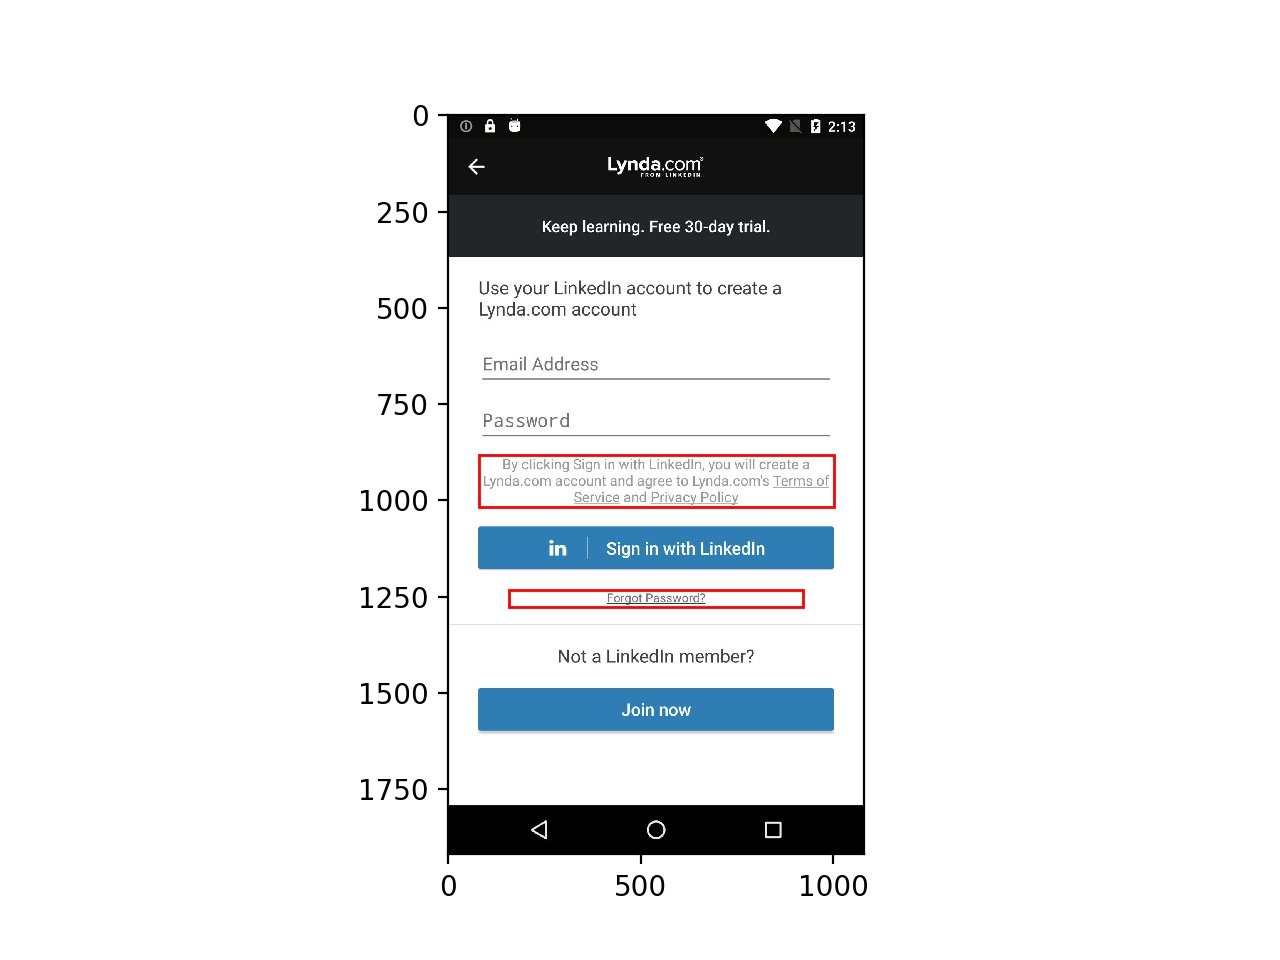 0
250
500
750
1000
1250
1500
1750
2:13
Lynda.com
FROM LINKEDIN
Keep learning. Free 30-day trial.
Use your LinkedIn account to create a
Lynda.com account
Email Address
Password
By clicking Sign in with LinkedIn, you will create a
Lynda.com account and agree to Lynda.com's Terms of
Service and Privacy Policy
in Sign in with LinkedIn
Forgot Password?
Not a LinkedIn member?
Join now
0 500 1000